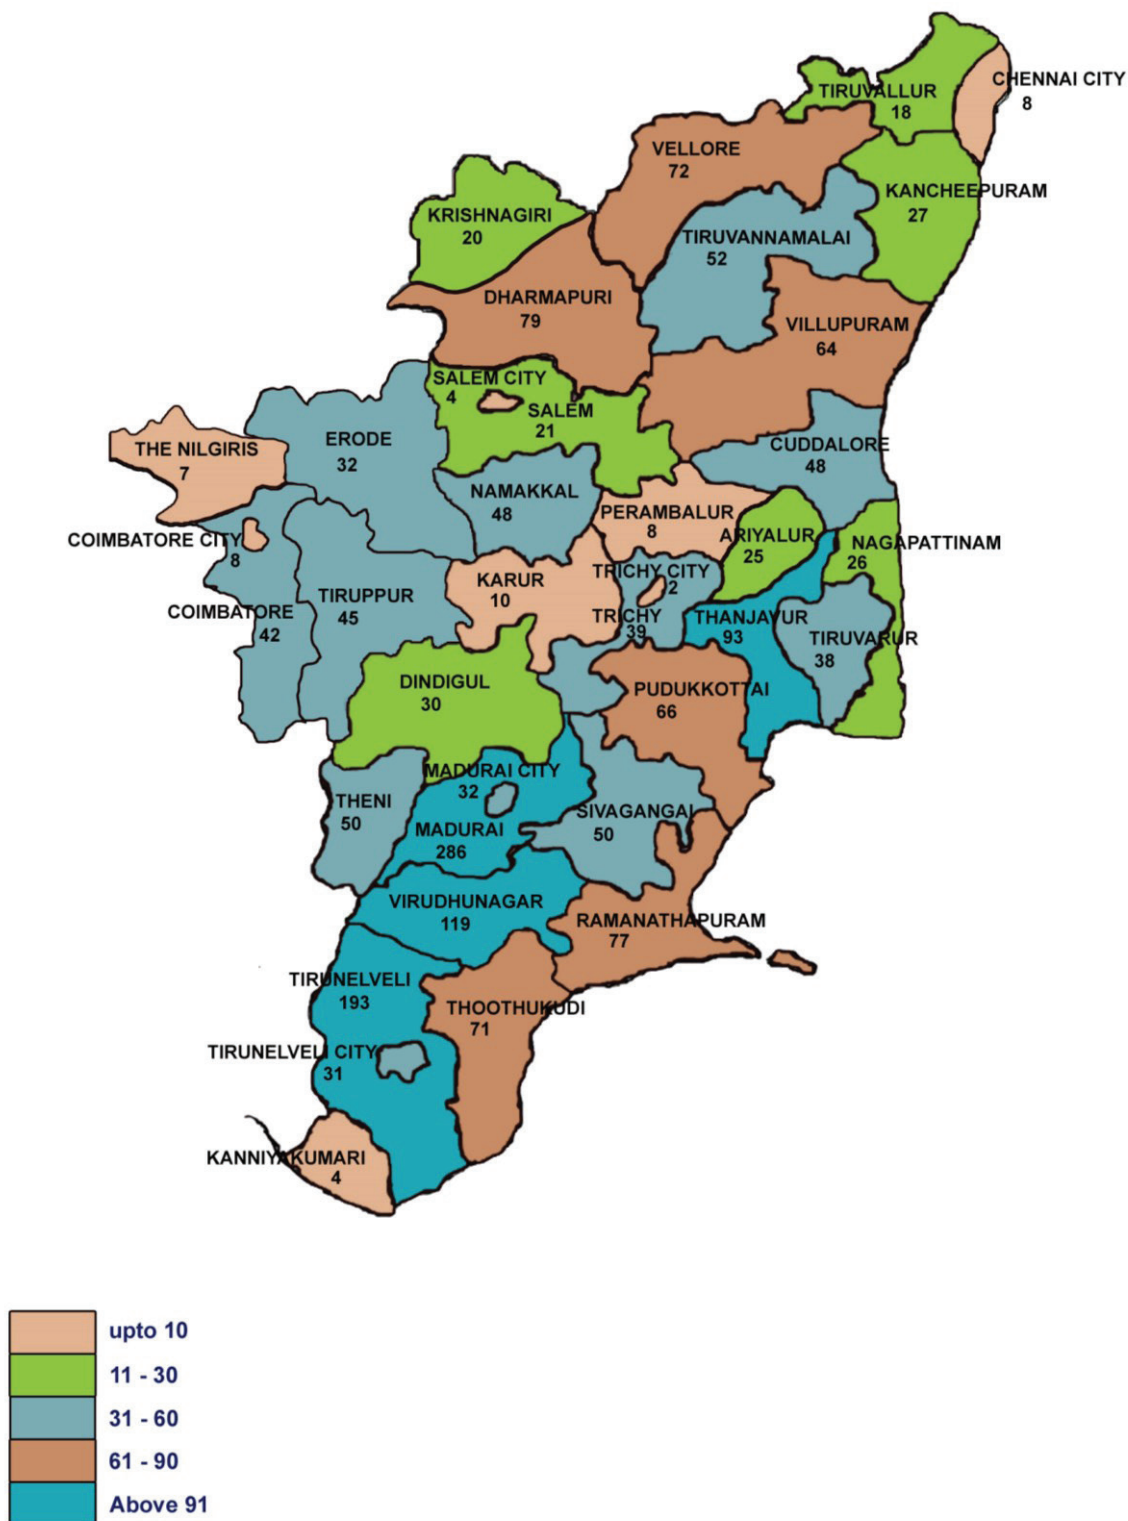 CHENNAI CITY
8
TIRUVALLUR
18
VELLORE
72
KANCHEEPURAM
27
KRISHNAGIRI
20
TIRUVANNAMALAI
52
DHARMAPURI
79
VILLUPURAM
64
SALEM CITY
4
SALEM
21
THE NILGIRIS
7
ERODE
32
CUDDALORE
48
NAMAKKAL
48
PERAMBALUR
8
ARIYALUR
25
NAGAPATTINAM
26
COIMBATORE CITY
8
KARUR
10
TRICHY CITY
2
TIRUPPUR
45
COIMBATORE
42
TRICHY
39
THANJAVUR
93
TIRUVARUR
38
DINDIGUL
30
PUDUKKOTTAI
66
MADURAI CITY
32
THENI
50
SIVAGANGAI
50
MADURAI
286
VIRUDHUNAGAR
119
RAMANATHAPURAM
77
TIRUNELVELI
193
THOOTHUKUDI
71
TIRUNELVELI CITY
31
KANNIYAKUMARI
4
upto 10
11 - 30
31 - 60
61 - 90
Above 91